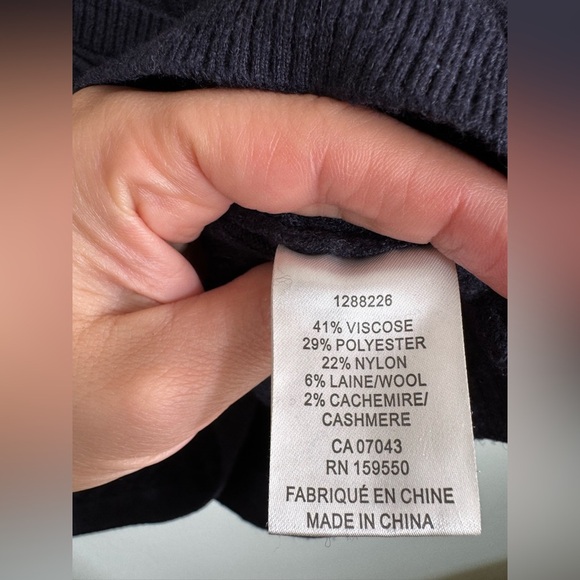 1288226
41% VISCOSE
29% POLYESTER
22% NYLON
6% LAINE/WOOL
2% CACHEMIRE/
CASHMERE
CA 07043
RN 159550
FABRIQUÉ EN CHINE
MADE IN CHINA